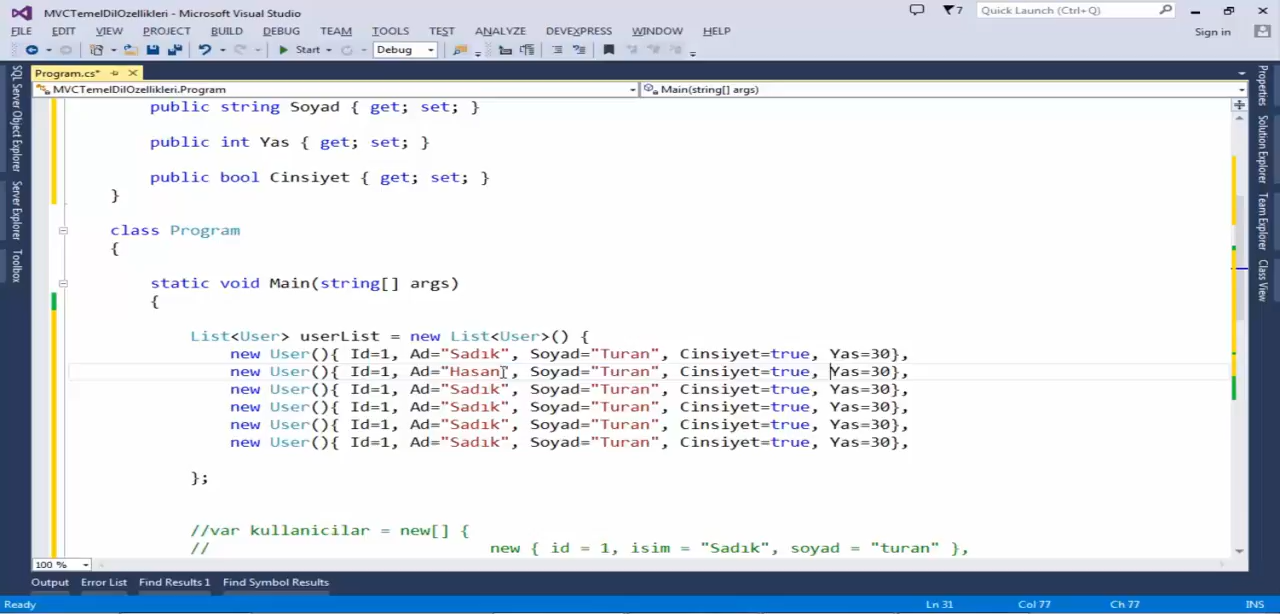 MVCTemelDilOzellikleri - Microsoft Visual Studio
7
Quick Launch (Ctrl+Q)
FILE EDIT VIEW PROJECT BUILD DEBUG TEAM TOOLS TEST ANALYZE DEVEXPRESS WINDOW HELP
Sign in
Start Debug
Program.cs*
MVCTemelDilOzellikleri.Program
Main(string[] args)
SQL Server Object Explorer
Server Explorer
Toolbox
public string Soyad { get; set; }
public int Yas { get; set; }
public bool Cinsiyet { get; set; }
}
class Program
{
static void Main(string[] args)
{
List<User> userList = new List<User>() {
new User(){ Id=1, Ad="Sadık", Soyad="Turan", Cinsiyet=true, Yas=30},
new User(){ Id=1, Ad="Hasan", Soyad="Turan", Cinsiyet=true, Yas=30},
new User(){ Id=1, Ad="Sadık", Soyad="Turan", Cinsiyet=true, Yas=30},
new User(){ Id=1, Ad="Sadık", Soyad="Turan", Cinsiyet=true, Yas=30},
new User(){ Id=1, Ad="Sadık", Soyad="Turan", Cinsiyet=true, Yas=30},
new User(){ Id=1, Ad="Sadık", Soyad="Turan", Cinsiyet=true, Yas=30},
};
//var kullanicilar = new[] {
// new { id = 1, isim = "Sadık", soyad = "turan" },
Properties
Solution Explorer
Team Explorer
Class View
100 %
Output Error List Find Results 1 Find Symbol Results
Ready
Ln 31 Col 77 Ch 77 INS